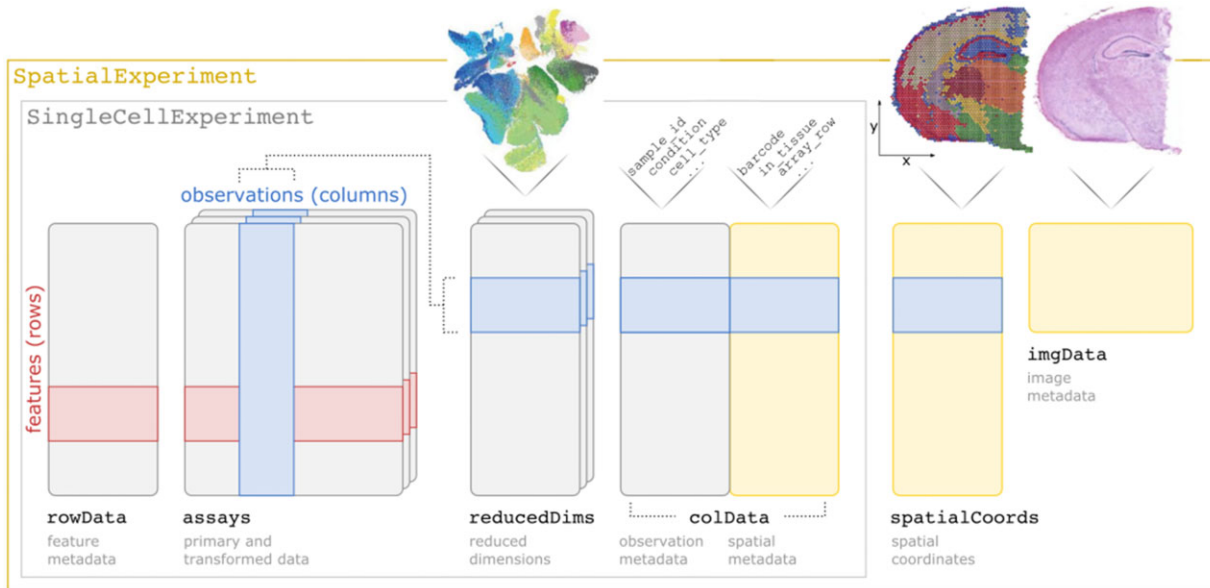 SpatialExperiment
SingleCellExperiment
observations (columns)
features (rows)
sample_id
condition
cell_type
...
barcode
in_tissue
array_row
...
y
x
rowData
feature
metadata
assays
primary and
transformed data
reducedDims
reduced
dimensions
colData
observation
metadata
spatial
metadata
spatialCoords
spatial
coordinates
imgData
image
metadata